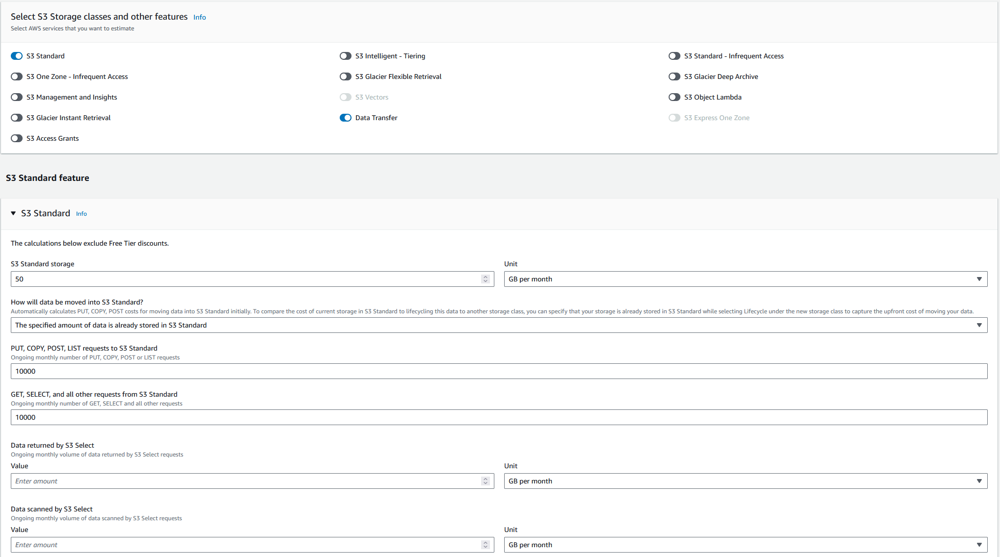 Select S3 Storage classes and other features Info
Select AWS services that you want to estimate
S3 Standard
S3 Intelligent - Tiering
S3 Standard - Infrequent Access
S3 One Zone - Infrequent Access
S3 Glacier Flexible Retrieval
S3 Glacier Deep Archive
S3 Management and Insights
S3 Vectors
S3 Object Lambda
S3 Glacier Instant Retrieval
Data Transfer
S3 Express One Zone
S3 Access Grants
S3 Standard feature
S3 Standard Info
The calculations below exclude Free Tier discounts.
S3 Standard storage
Unit
50
GB per month
How will data be moved into S3 Standard?
Automatically calculates PUT, COPY, POST costs for moving data into S3 Standard initially. To compare the cost of current storage in S3 Standard to lifecycling this data to another storage class, you can specify that your storage is already stored in S3 Standard while selecting Lifecycle under the new storage class to capture the upfront cost of moving your data.
The specified amount of data is already stored in S3 Standard
PUT, COPY, POST, LIST requests to S3 Standard
Ongoing monthly number of PUT, COPY, POST or LIST requests
10000
GET, SELECT, and all other requests from S3 Standard
Ongoing monthly number of GET, SELECT and all other requests
10000
Data returned by S3 Select
Ongoing monthly volume of data returned by S3 Select requests
Value
Unit
Enter amount
GB per month
Data scanned by S3 Select
Ongoing monthly volume of data scanned by S3 Select requests
Value
Unit
Enter amount
GB per month